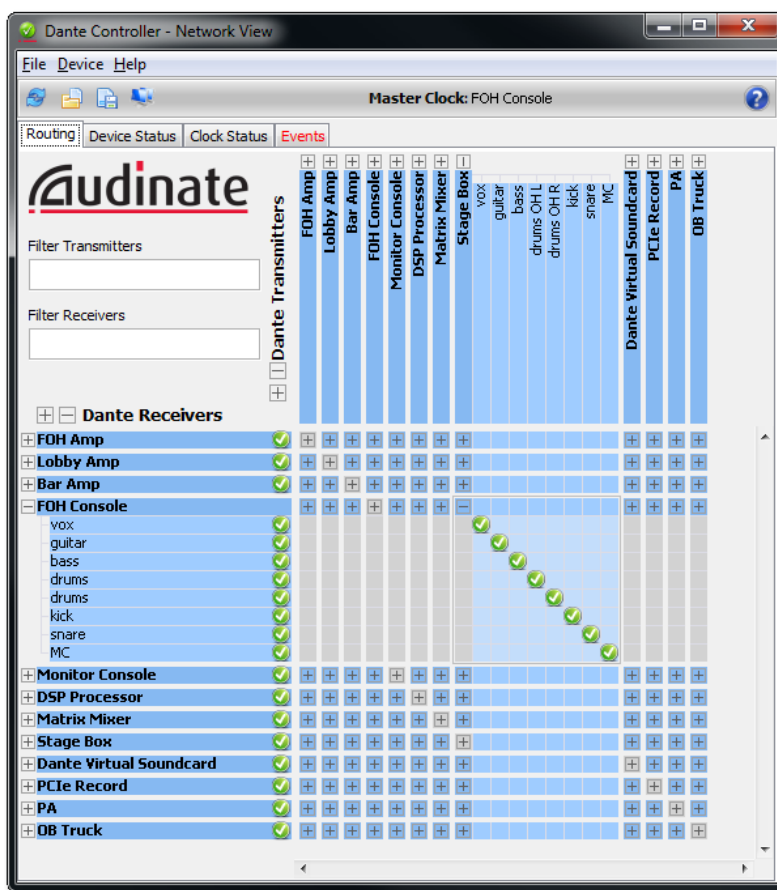 Dante Controller - Network View
File Device Help
Master Clock: FOH Console
Routing Device Status Clock Status Events
Audinate
Filter Transmitters
Filter Receivers
Dante Transmitters
FOH Amp
Lobby Amp
Bar Amp
FOH Console
Monitor Console
DSP Processor
Matrix Mixer
Stage Box
vox
guitar
bass
drums OH L
drums OH R
kick
snare
MC
Dante Virtual Soundcard
PCIe Record
PA
OB Truck
Dante Receivers
FOH Amp
Lobby Amp
Bar Amp
FOH Console
vox
guitar
bass
drums
drums
kick
snare
MC
Monitor Console
DSP Processor
Matrix Mixer
Stage Box
Dante Virtual Soundcard
PCIe Record
PA
OB Truck